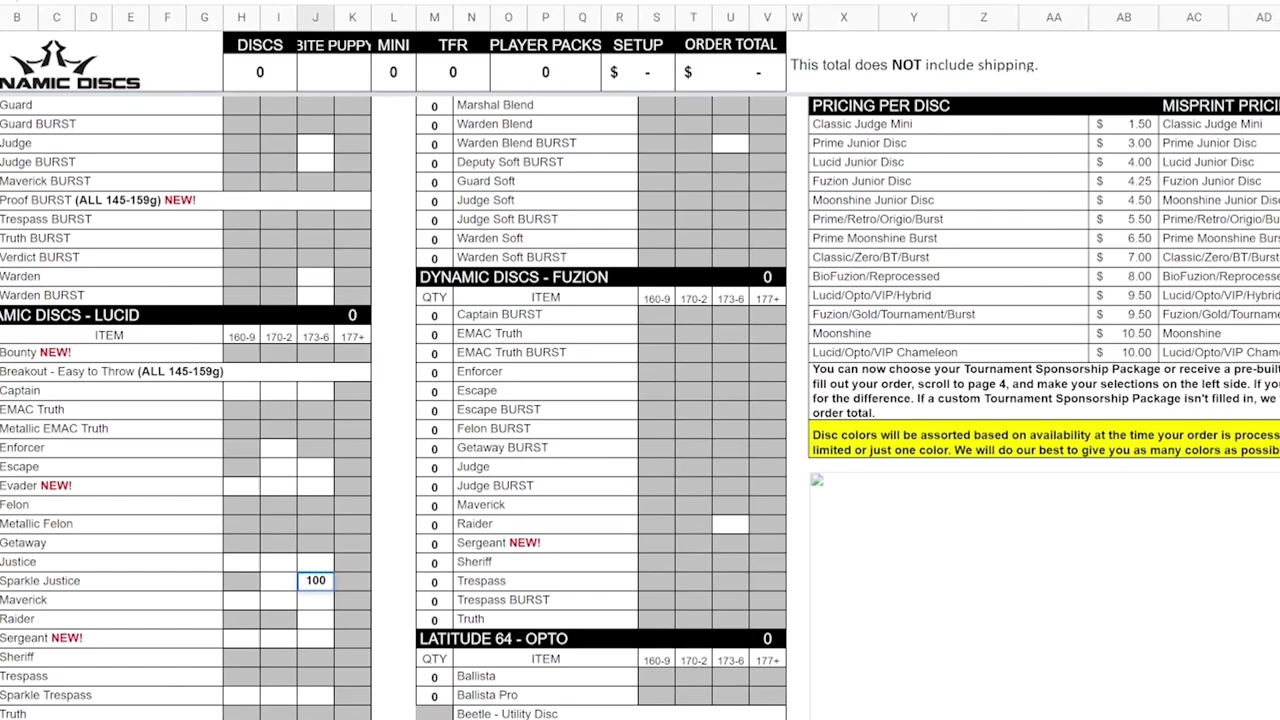 B C D E F G H I J K L M N O P Q R S T U V W X Y Z AA AB AC AD
DISCS BITE PUPPY MINI TFR PLAYER PACKS SETUP ORDER TOTAL
0 0 0 0 $ - $ -
This total does NOT include shipping.
NAMIC DISCS
Guard
Guard BURST
Judge
Judge BURST
Maverick BURST
Proof BURST (ALL 145-159g) NEW!
Trespass BURST
Truth BURST
Verdict BURST
Warden
Warden BURST
AMIC DISCS - LUCID 0
ITEM 160-9 170-2 173-6 177+
Bounty NEW!
Breakout - Easy to Throw (ALL 145-159g)
Captain
EMAC Truth
Metallic EMAC Truth
Enforcer
Escape
Evader NEW!
Felon
Metallic Felon
Getaway
Justice
Sparkle Justice 100
Maverick
Raider
Sergeant NEW!
Sheriff
Trespass
Sparkle Trespass
Truth
0 Marshal Blend
0 Warden Blend
0 Warden Blend BURST
0 Deputy Soft BURST
0 Guard Soft
0 Judge Soft
0 Judge Soft BURST
0 Warden Soft
0 Warden Soft BURST
DYNAMIC DISCS - FUZION 0
QTY ITEM 160-9 170-2 173-6 177+
0 Captain BURST
0 EMAC Truth
0 EMAC Truth BURST
0 Enforcer
0 Escape
0 Escape BURST
0 Felon BURST
0 Getaway BURST
0 Judge
0 Judge BURST
0 Maverick
0 Raider
0 Sergeant NEW!
0 Sheriff
0 Trespass
0 Trespass BURST
0 Truth
LATITUDE 64 - OPTO 0
QTY ITEM 160-9 170-2 173-6 177+
0 Ballista
0 Ballista Pro
Beetle - Utility Disc
PRICING PER DISC MISPRINT PRICI
Classic Judge Mini $ 1.50 Classic Judge Mini
Prime Junior Disc $ 3.00 Prime Junior Disc
Lucid Junior Disc $ 4.00 Lucid Junior Disc
Fuzion Junior Disc $ 4.25 Fuzion Junior Disc
Moonshine Junior Disc $ 4.50 Moonshine Junior Disc
Prime/Retro/Origio/Burst $ 5.50 Prime/Retro/Origio/Bu
Prime Moonshine Burst $ 6.50 Prime Moonshine Burs
Classic/Zero/BT/Burst $ 7.00 Classic/Zero/BT/Burst
BioFuzion/Reprocessed $ 8.00 BioFuzion/Reprocesse
Lucid/Opto/VIP/Hybrid $ 9.50 Lucid/Opto/VIP/Hybrid
Fuzion/Gold/Tournament/Burst $ 9.50 Fuzion/Gold/Tournam
Moonshine $ 10.50 Moonshine
Lucid/Opto/VIP Chameleon $ 10.00 Lucid/Opto/VIP Chame
You can now choose your Tournament Sponsorship Package or receive a pre-built
fill out your order, scroll to page 4, and make your selections on the left side. If yo
for the difference. If a custom Tournament Sponsorship Package isn't filled in, we
order total.
Disc colors will be assorted based on availability at the time your order is process
limited or just one color. We will do our best to give you as many colors as possib